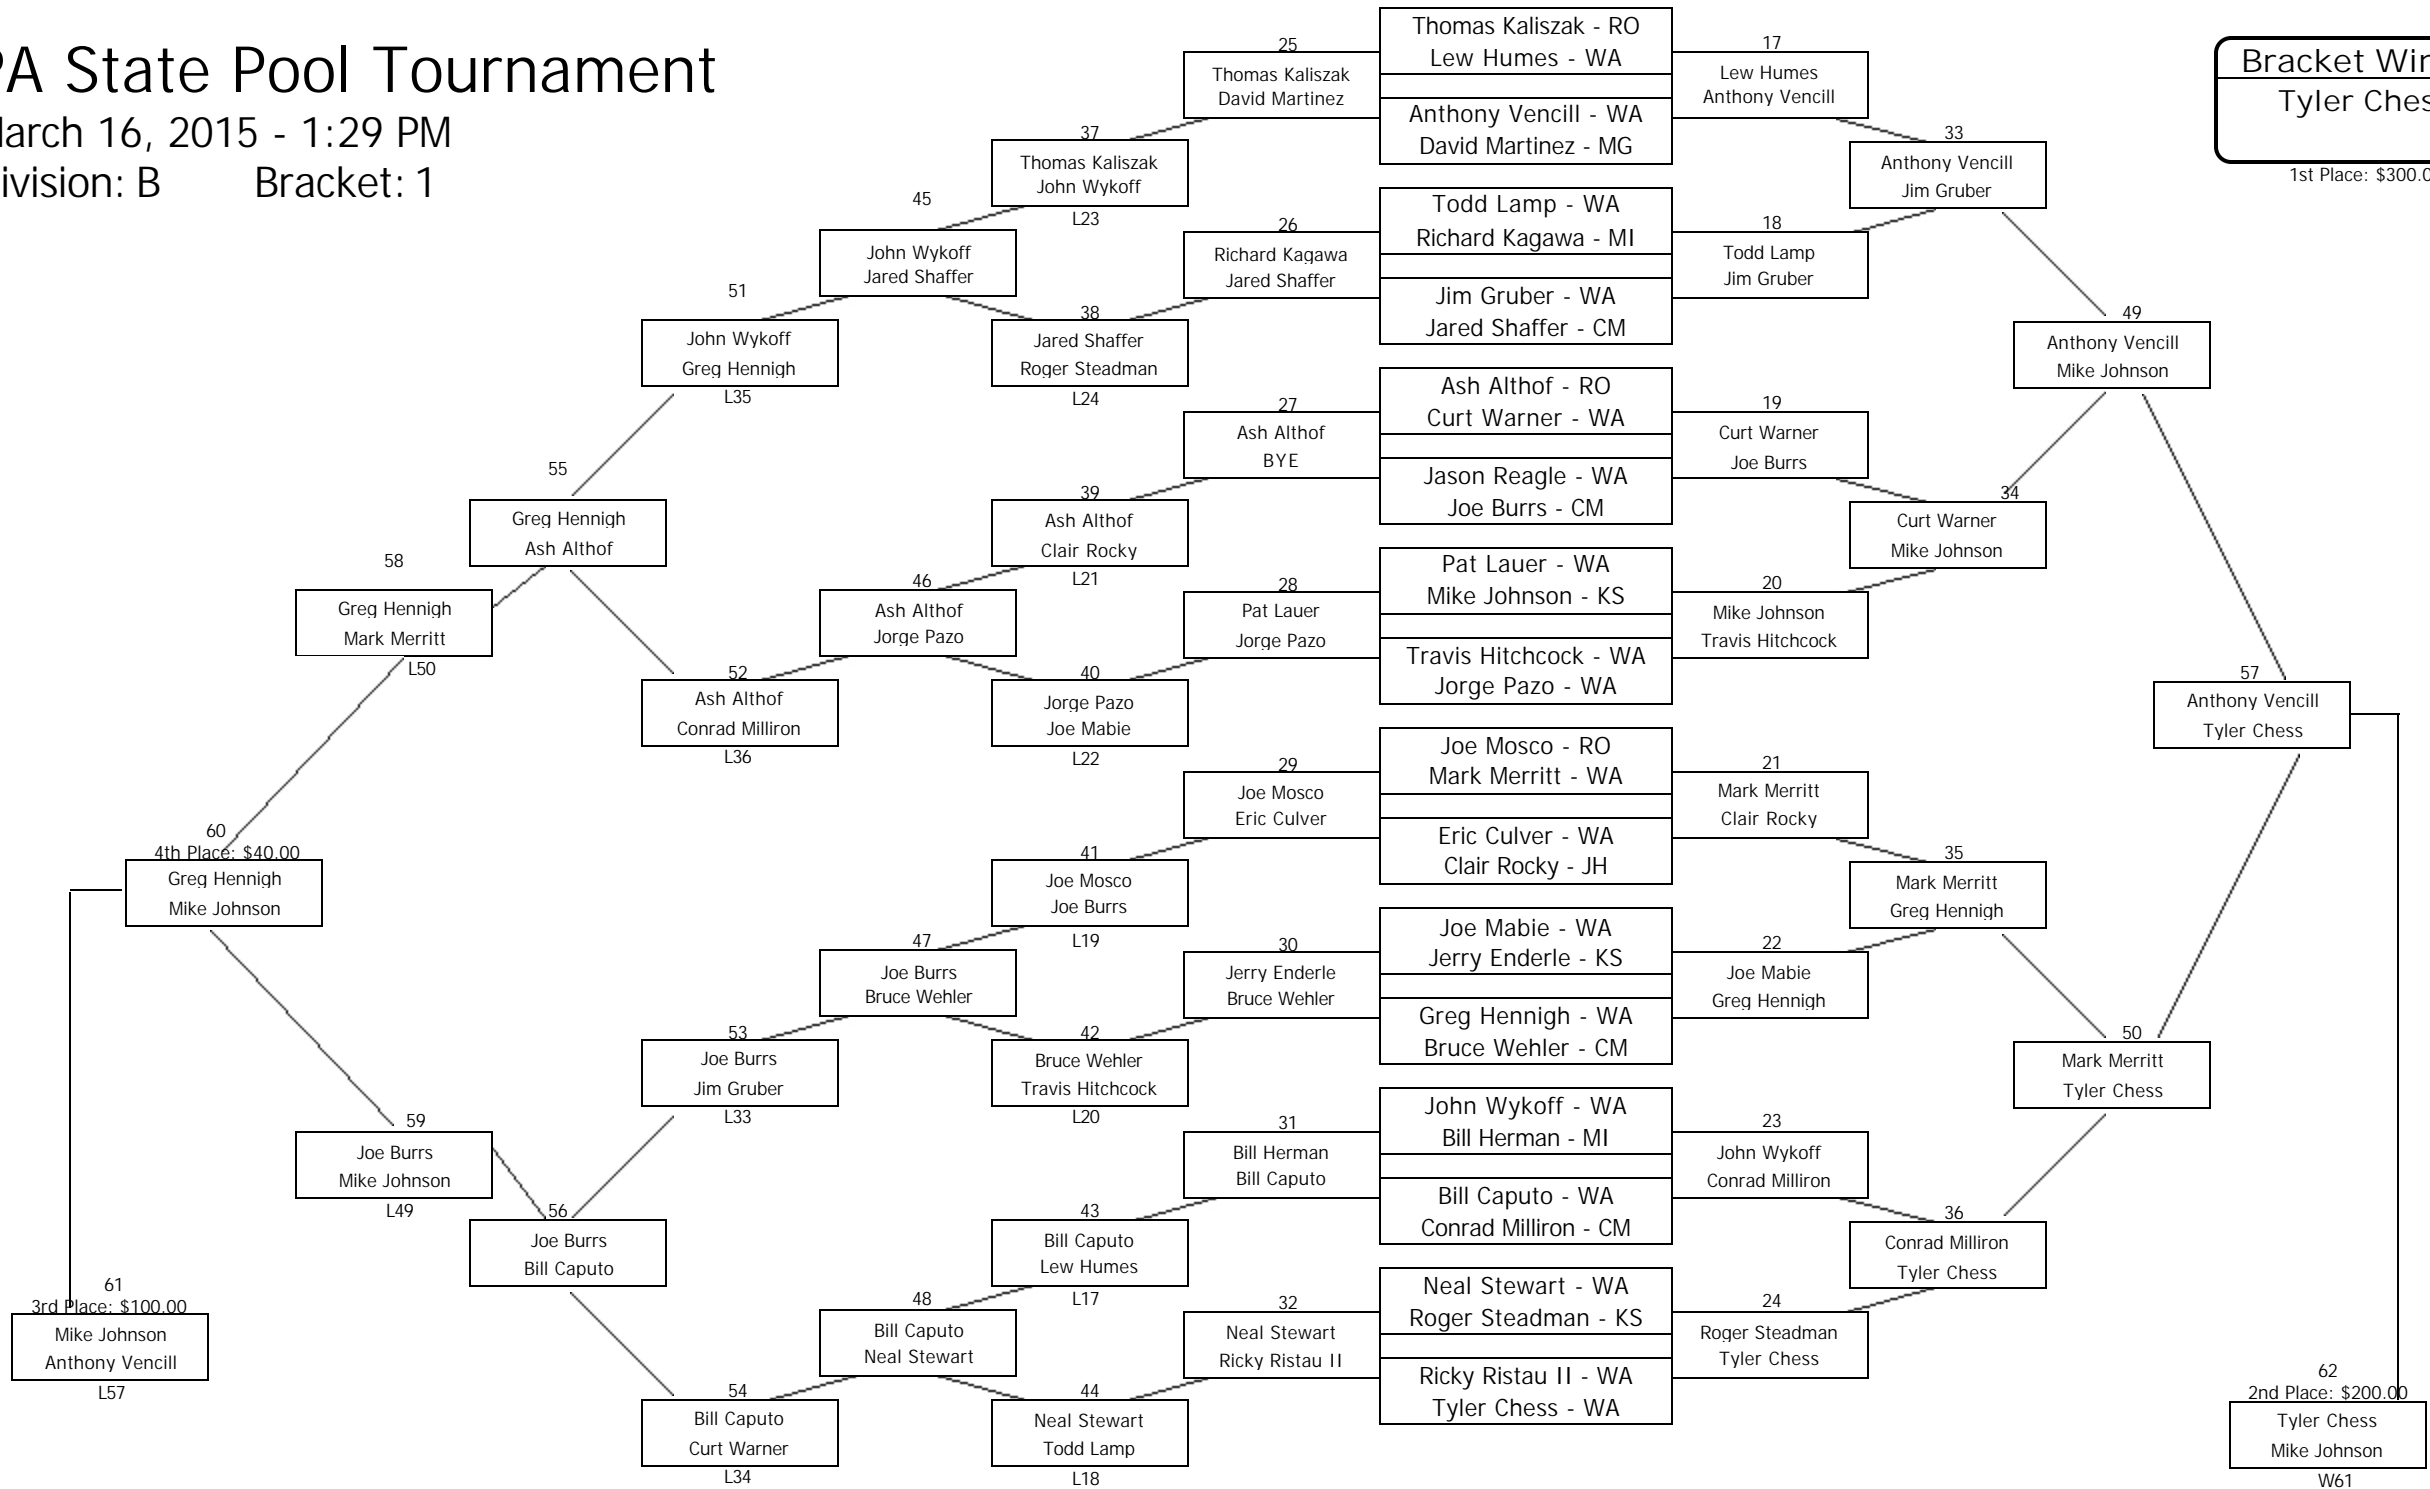 PA State Pool Tournament
March 16, 2015 - 1:29 PM
Division: B Bracket: 1
Bracket Win
Tyler Ches
1st Place: $300.0
60
4th Place: $40.00
Greg Hennigh
Mike Johnson
61
3rd Place: $100.00
Mike Johnson
Anthony Vencill
L57
58
Greg Hennigh
Mark Merritt
L50
59
Joe Burrs
Mike Johnson
L49
55
Greg Hennigh
Ash Althof
56
Joe Burrs
Bill Caputo
51
John Wykoff
Greg Hennigh
L35
52
Ash Althof
Conrad Milliron
L36
53
Joe Burrs
Jim Gruber
L33
54
Bill Caputo
Curt Warner
L34
45
John Wykoff
Jared Shaffer
46
Ash Althof
Jorge Pazo
47
Joe Burrs
Bruce Wehler
48
Bill Caputo
Neal Stewart
37
Thomas Kaliszak
John Wykoff
L23
38
Jared Shaffer
Roger Steadman
L24
39
Ash Althof
Clair Rocky
L21
40
Jorge Pazo
Joe Mabie
L22
41
Joe Mosco
Joe Burrs
L19
42
Bruce Wehler
Travis Hitchcock
L20
43
Bill Caputo
Lew Humes
L17
44
Neal Stewart
Todd Lamp
L18
25
Thomas Kaliszak
David Martinez
26
Richard Kagawa
Jared Shaffer
27
Ash Althof
BYE
28
Pat Lauer
Jorge Pazo
29
Joe Mosco
Eric Culver
30
Jerry Enderle
Bruce Wehler
31
Bill Herman
Bill Caputo
32
Neal Stewart
Ricky Ristau II
Thomas Kaliszak - RO
Lew Humes - WA
Anthony Vencill - WA
David Martinez - MG
Todd Lamp - WA
Richard Kagawa - MI
Jim Gruber - WA
Jared Shaffer - CM
Ash Althof - RO
Curt Warner - WA
Jason Reagle - WA
Joe Burrs - CM
Pat Lauer - WA
Mike Johnson - KS
Travis Hitchcock - WA
Jorge Pazo - WA
Joe Mosco - RO
Mark Merritt - WA
Eric Culver - WA
Clair Rocky - JH
Joe Mabie - WA
Jerry Enderle - KS
Greg Hennigh - WA
Bruce Wehler - CM
John Wykoff - WA
Bill Herman - MI
Bill Caputo - WA
Conrad Milliron - CM
Neal Stewart - WA
Roger Steadman - KS
Ricky Ristau II - WA
Tyler Chess - WA
17
Lew Humes
Anthony Vencill
18
Todd Lamp
Jim Gruber
19
Curt Warner
Joe Burrs
20
Mike Johnson
Travis Hitchcock
21
Mark Merritt
Clair Rocky
22
Joe Mabie
Greg Hennigh
23
John Wykoff
Conrad Milliron
24
Roger Steadman
Tyler Chess
33
Anthony Vencill
Jim Gruber
34
Curt Warner
Mike Johnson
35
Mark Merritt
Greg Hennigh
36
Conrad Milliron
Tyler Chess
49
Anthony Vencill
Mike Johnson
50
Mark Merritt
Tyler Chess
57
Anthony Vencill
Tyler Chess
62
2nd Place: $200.00
Tyler Chess
Mike Johnson
W61